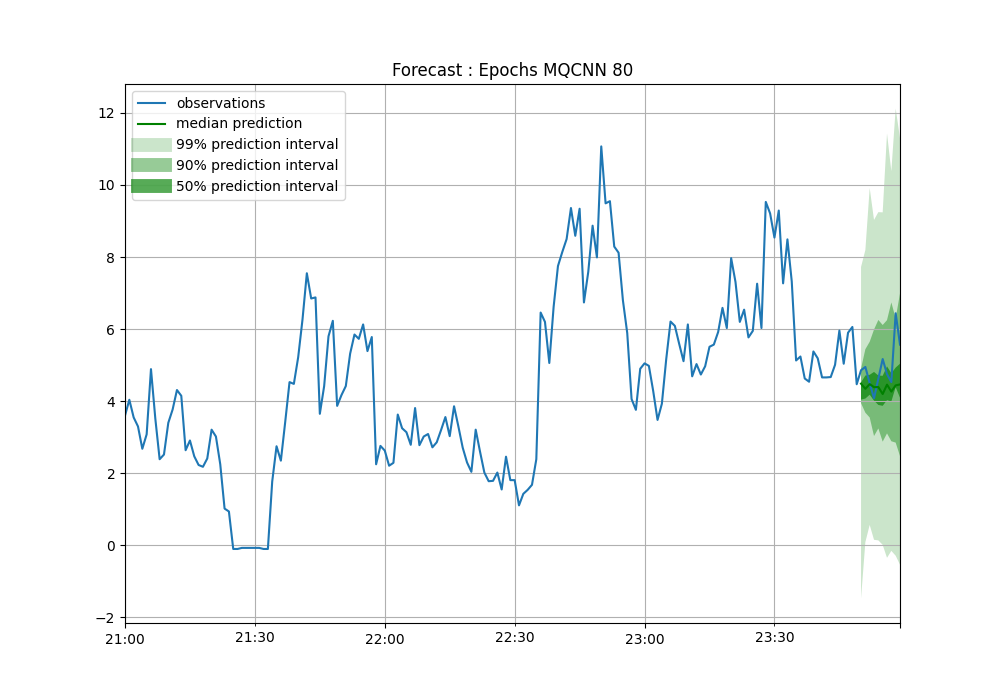 Forecast : Epochs MQCNN 80
observations
median prediction
99% prediction interval
90% prediction interval
50% prediction interval
12
10
8
6
4
2
0
−2
21:00
21:30
22:00
22:30
23:00
23:30